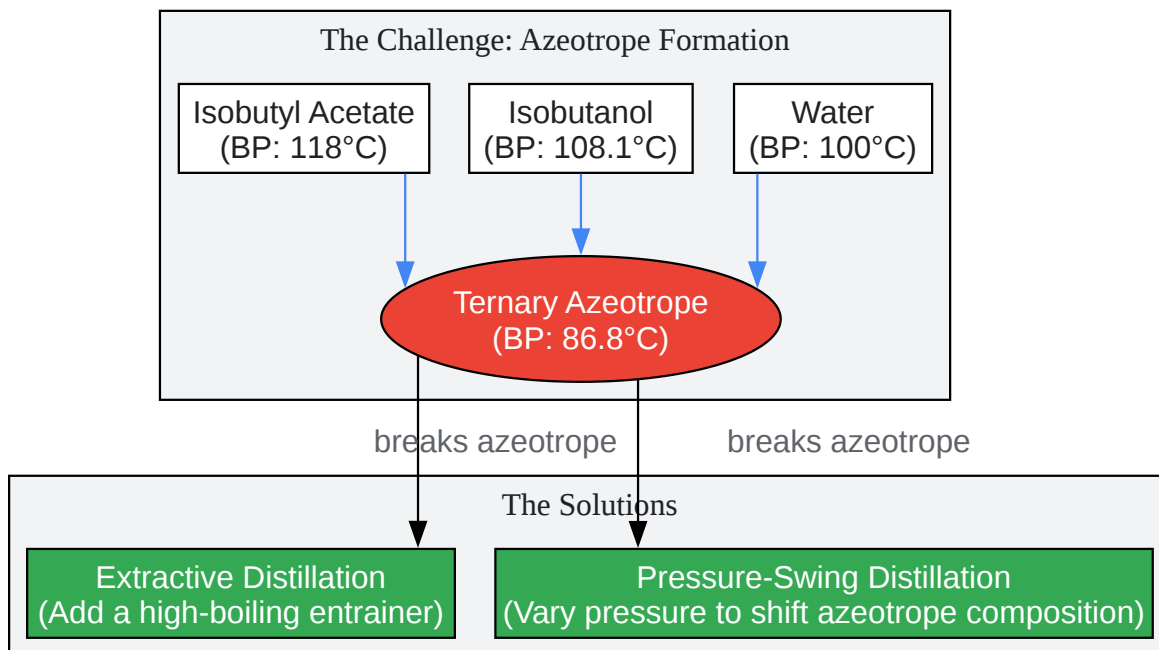 The Challenge: Azeotrope Formation
Isobutyl Acetate
(BP: 118°C)
Isobutanol
(BP: 108.1°C)
Water
(BP: 100°C)
Ternary Azeotrope
(BP: 86.8°C)
breaks azeotrope
breaks azeotrope
The Solutions
Extractive Distillation
(Add a high-boiling entrainer)
Pressure-Swing Distillation
(Vary pressure to shift azeotrope composition)